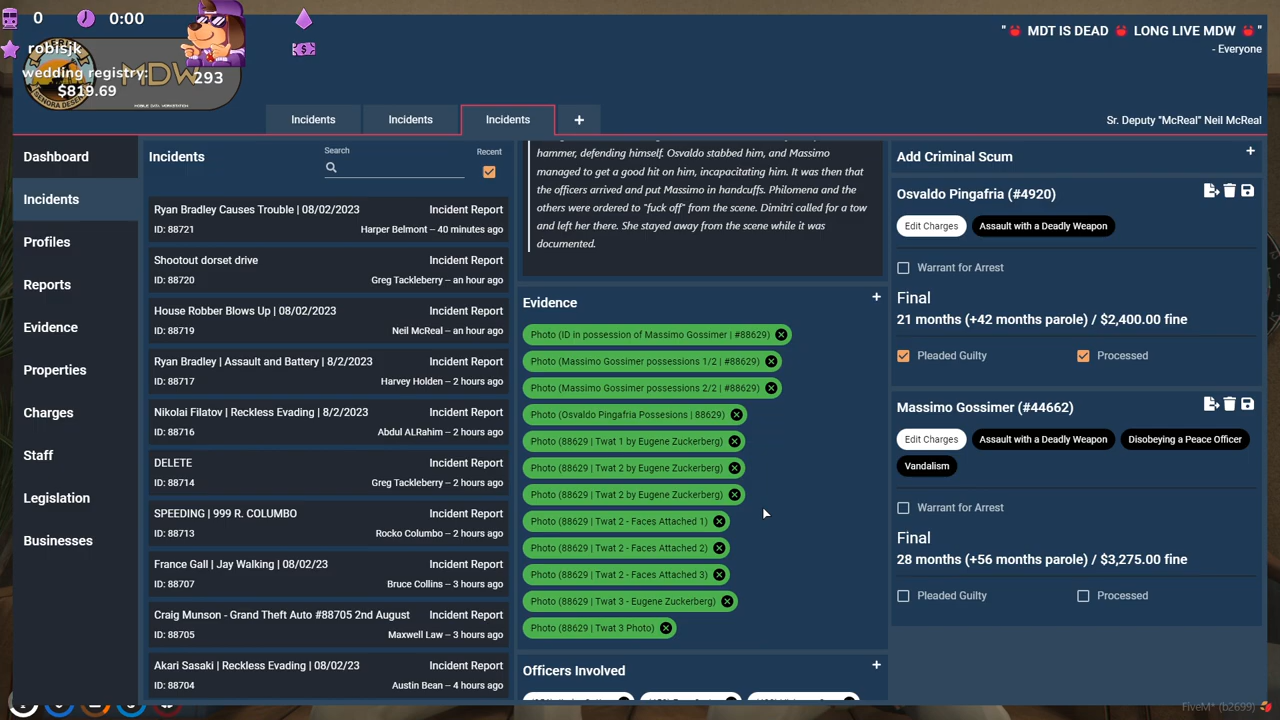 0
0:00
robisjk
wedding registry:
$819.69
293
MDW
MOBILE DATA WORKSTATION
SENORA DESERT
" MDT IS DEAD LONG LIVE MDW "
- Everyone
Incidents
Incidents
Incidents
+
Sr. Deputy "McReal" Neil McReal
Dashboard
Incidents
Profiles
Reports
Evidence
Properties
Charges
Staff
Legislation
Businesses
Incidents
Search
Recent
Ryan Bradley Causes Trouble | 08/02/2023 Incident Report
ID: 88721 Harper Belmont – 40 minutes ago
Shootout dorset drive Incident Report
ID: 88720 Greg Tackleberry – an hour ago
House Robber Blows Up | 08/02/2023 Incident Report
ID: 88719 Neil McReal – an hour ago
Ryan Bradley | Assault and Battery | 8/2/2023 Incident Report
ID: 88717 Harvey Holden – 2 hours ago
Nikolai Filatov | Reckless Evading | 8/2/2023 Incident Report
ID: 88716 Abdul ALRahim – 2 hours ago
DELETE Incident Report
ID: 88714 Greg Tackleberry – 2 hours ago
SPEEDING | 999 R. COLUMBO Incident Report
ID: 88713 Rocko Columbo – 2 hours ago
France Gall | Jay Walking | 08/02/23 Incident Report
ID: 88707 Bruce Collins – 3 hours ago
Craig Munson - Grand Theft Auto #88705 2nd August Incident Report
ID: 88705 Maxwell Law – 3 hours ago
Akari Sasaki | Reckless Evading | 08/02/23 Incident Report
ID: 88704 Austin Bean – 4 hours ago
hammer, defending himself. Osvaldo stabbed him, and Massimo
managed to get a good hit on him, incapacitating him. It was then that
the officers arrived and put Massimo in handcuffs. Philomena and the
others were ordered to "fuck off" from the scene. Dimitri called for a tow
and left her there. She stayed away from the scene while it was
documented.
Evidence +
Photo (ID in possession of Massimo Gossimer | #88629)
Photo (Massimo Gossimer possessions 1/2 | #88629)
Photo (Massimo Gossimer possessions 2/2 | #88629)
Photo (Osvaldo Pingafria Possesions | 88629)
Photo (88629 | Twat 1 by Eugene Zuckerberg)
Photo (88629 | Twat 2 by Eugene Zuckerberg)
Photo (88629 | Twat 2 by Eugene Zuckerberg)
Photo (88629 | Twat 2 - Faces Attached 1)
Photo (88629 | Twat 2 - Faces Attached 2)
Photo (88629 | Twat 2 - Faces Attached 3)
Photo (88629 | Twat 3 - Eugene Zuckerberg)
Photo (88629 | Twat 3 Photo)
Officers Involved +
Add Criminal Scum +
Osvaldo Pingafria (#4920)
Edit Charges Assault with a Deadly Weapon
Warrant for Arrest
Final
21 months (+42 months parole) / $2,400.00 fine
Pleaded Guilty Processed
Massimo Gossimer (#44662)
Edit Charges Assault with a Deadly Weapon Disobeying a Peace Officer
Vandalism
Warrant for Arrest
Final
28 months (+56 months parole) / $3,275.00 fine
Pleaded Guilty Processed
FiveM* (b2699)